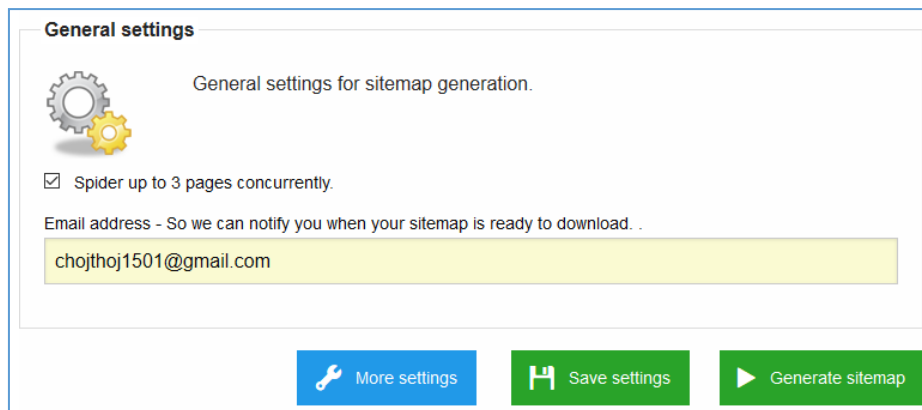 General settings
General settings for sitemap generation.
Spider up to 3 pages concurrently.
Email address - So we can notify you when your sitemap is ready to download. .
chojthoj1501@gmail.com
More settings
Save settings
Generate sitemap